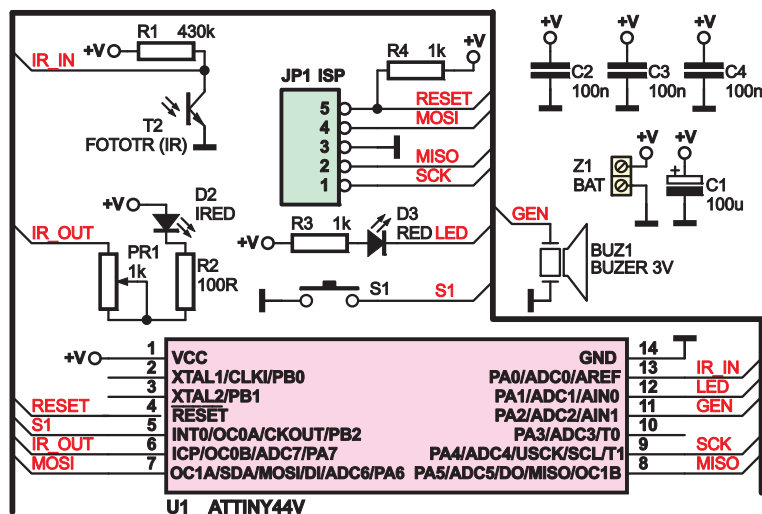 R1 430k
+V
IR_IN
T2
FOTOTR (IR)
R4 1k
+V
JP1 ISP
5 RESET
4 MOSI
3
2 MISO
1 SCK
+V +V +V
C2 100n
C3 100n
C4 100n
Z1
BAT
+V
+V
+
C1
100u
D2
IRED
+V
IR_OUT
PR1
1k
R2
100R
R3 1k
+V
D3
RED LED
S1 S1
GEN
BUZ1
BUZER 3V
+V 1 VCC
2 XTAL1/CLKI/PB0
3 XTAL2/PB1
RESET 4 RESET
S1 5 INT0/OC0A/CKOUT/PB2
IR_OUT 6 ICP/OC0B/ADC7/PA7
MOSI 7 OC1A/SDA/MOSI/DI/ADC6/PA6
GND 14
PA0/ADC0/AREF 13 IR_IN
PA1/ADC1/AIN0 12 LED
PA2/ADC2/AIN1 11 GEN
PA3/ADC3/T0 10
PA4/ADC4/USCK/SCL/T1 9 SCK
PA5/ADC5/DO/MISO/OC1B 8 MISO
U1 ATTINY44V